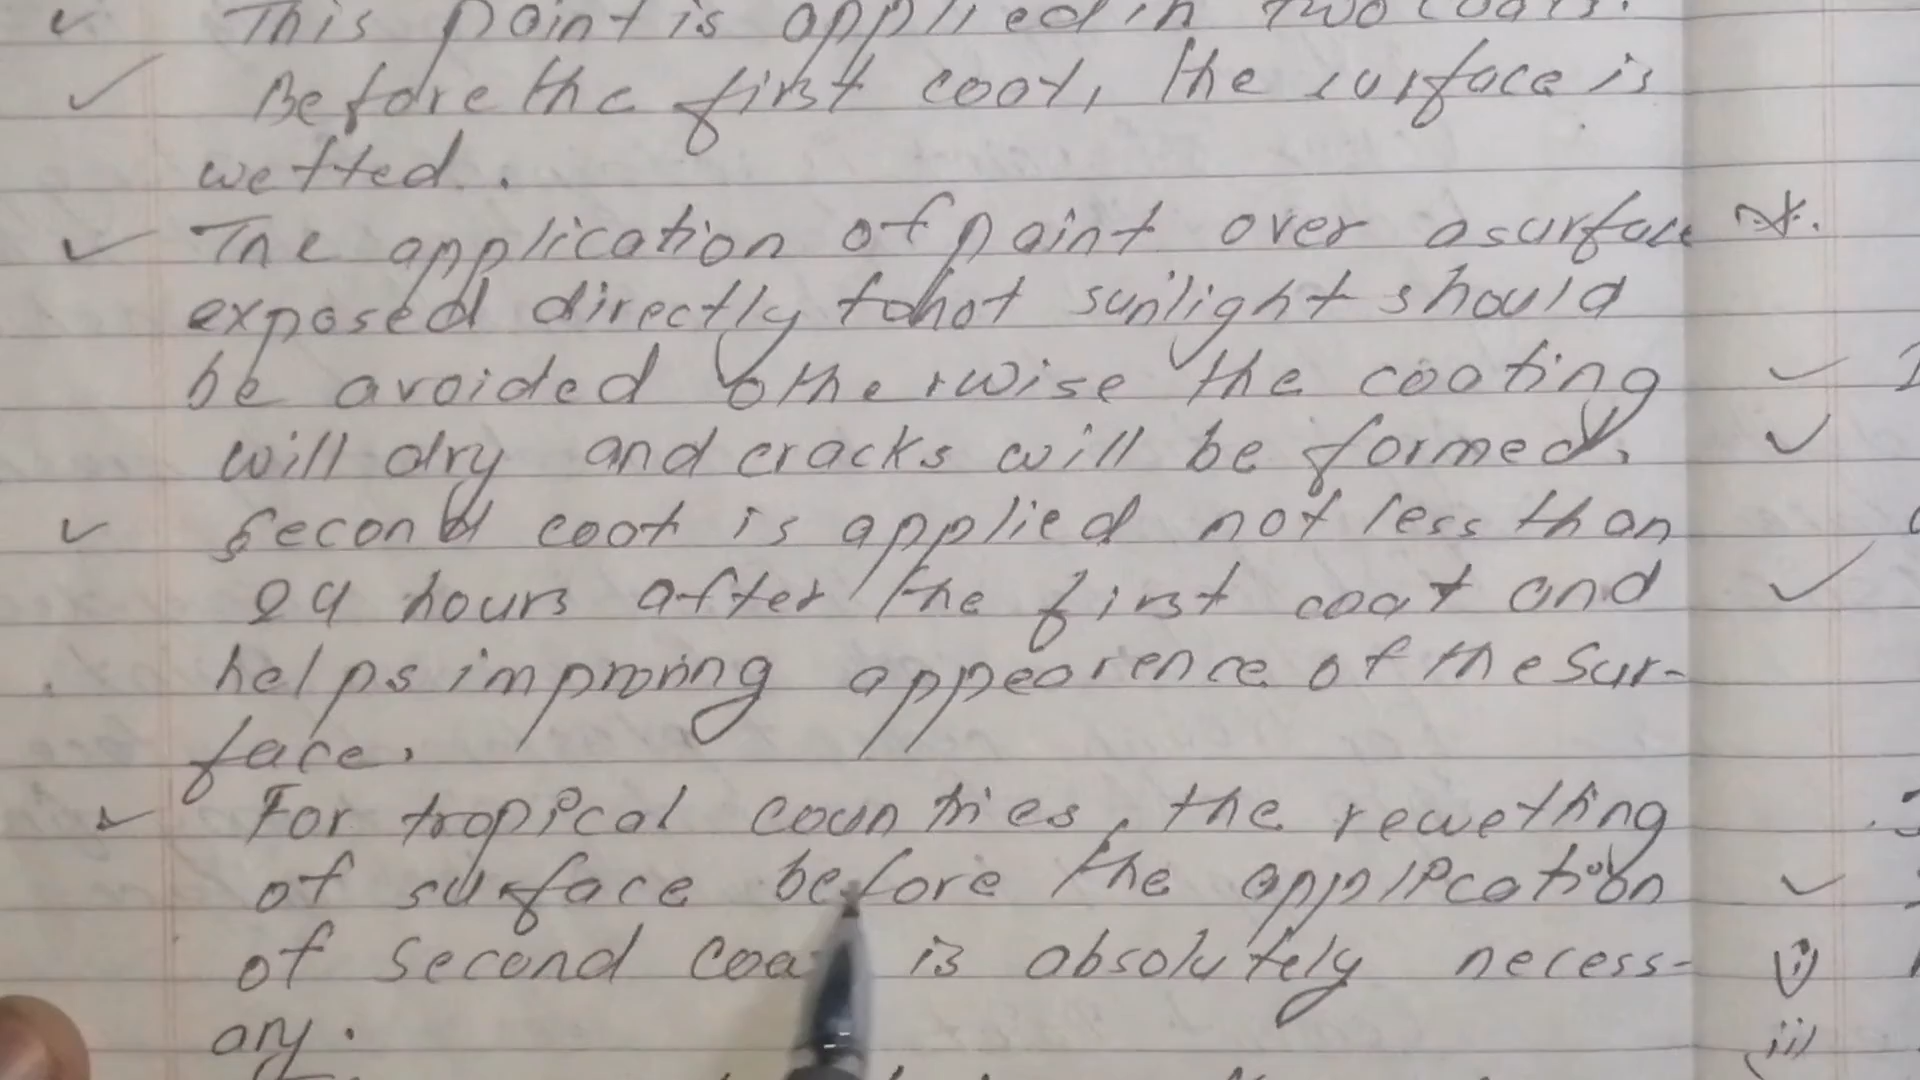 ✓ This paint is applied in two coats.
✓ Before the first coat, the surface is
wetted.
✓ The application of paint over a surface
exposed directly to hot sunlight should
be avoided otherwise the coating
will dry and cracks will be formed.
✓ Second coat is applied not less than
24 hours after the first coat and
helps improving appearence of the sur-
face.
✓ For tropical countries, the rewetting
of surface before the application
of second coa is absolutely necess-
ary.
ii)
iii)